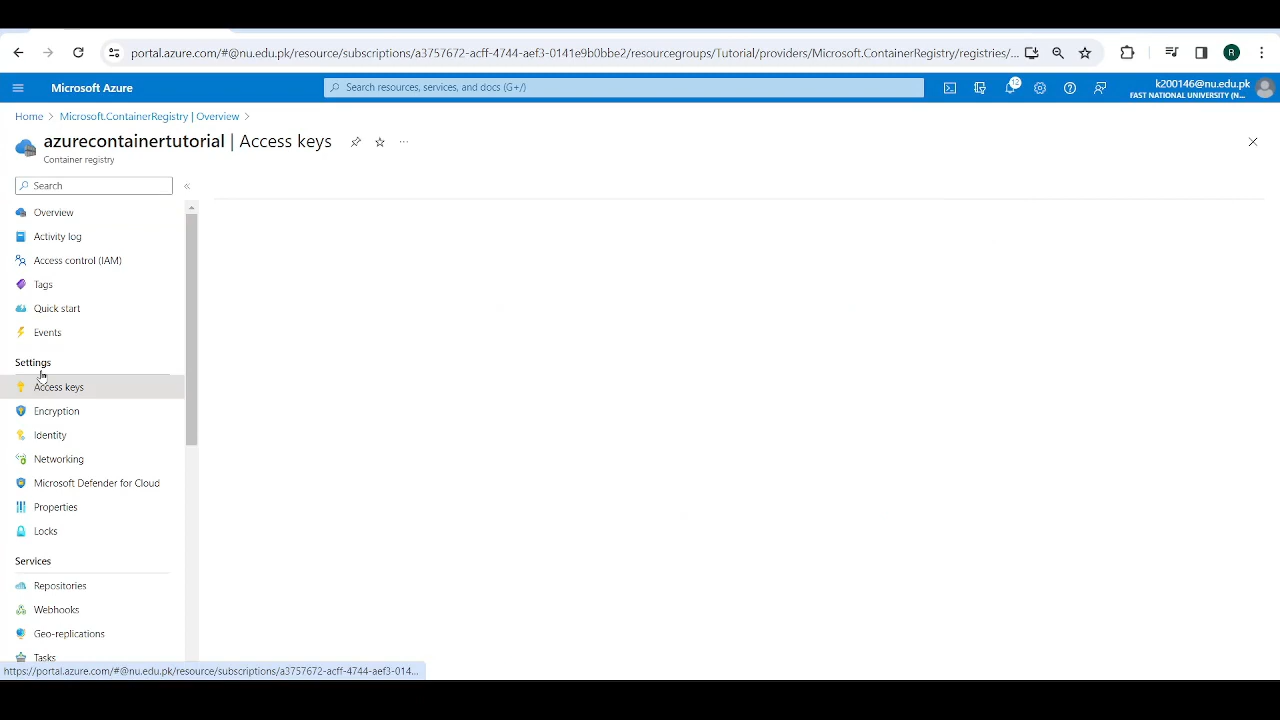 portal.azure.com/#@nu.edu.pk/resource/subscriptions/a3757672-acff-4744-aef3-0141e9b0bbe2/resourcegroups/Tutorial/providers/Microsoft.ContainerRegistry/registries/...
R
Microsoft Azure
Search resources, services, and docs (G+/)
13
k200146@nu.edu.pk
FAST NATIONAL UNIVERSITY (N...
Home > Microsoft.ContainerRegistry | Overview >
azurecontainertutorial | Access keys
Container registry
Search
Overview
Activity log
Access control (IAM)
Tags
Quick start
Events
Settings
Access keys
Encryption
Identity
Networking
Microsoft Defender for Cloud
Properties
Locks
Services
Repositories
Webhooks
Geo-replications
Tasks
https://portal.azure.com/#@nu.edu.pk/resource/subscriptions/a3757672-acff-4744-aef3-014...